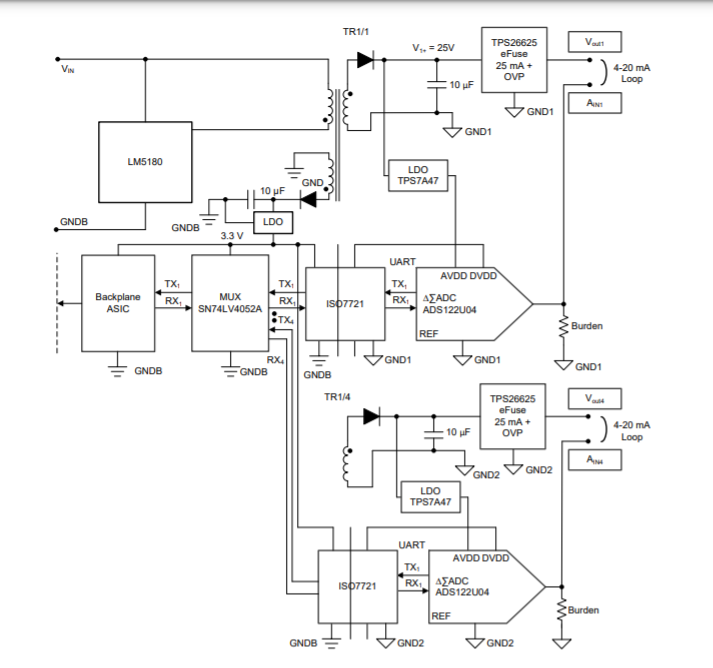 TR1/1
V₁₊ = 25V
TPS26625
eFuse
25 mA +
OVP
Vout1
4-20 mA
Loop
AIN1
VIN
10 µF
GND1
GND1
LM5180
LDO
TPS7A47
GND
10 µF
GNDB
LDO
GNDB
3.3 V
UART
Backplane
ASIC
TX₁
RX₁
MUX
SN74LV4052A
TX₁
RX₁
TX₄
RX₄
ISO7721
TX₁
RX₁
AVDD DVDD
ΔΣADC
ADS122U04
REF
Burden
GNDB
GNDB
GNDB
GND1
GND1
GND1
TR1/4
TPS26625
eFuse
25 mA +
OVP
Vout4
4-20 mA
Loop
AIN4
10 µF
GND2
GND2
LDO
TPS7A47
UART
ISO7721
TX₁
RX₁
AVDD DVDD
ΔΣADC
ADS122U04
REF
Burden
GNDB
GND2
GND2